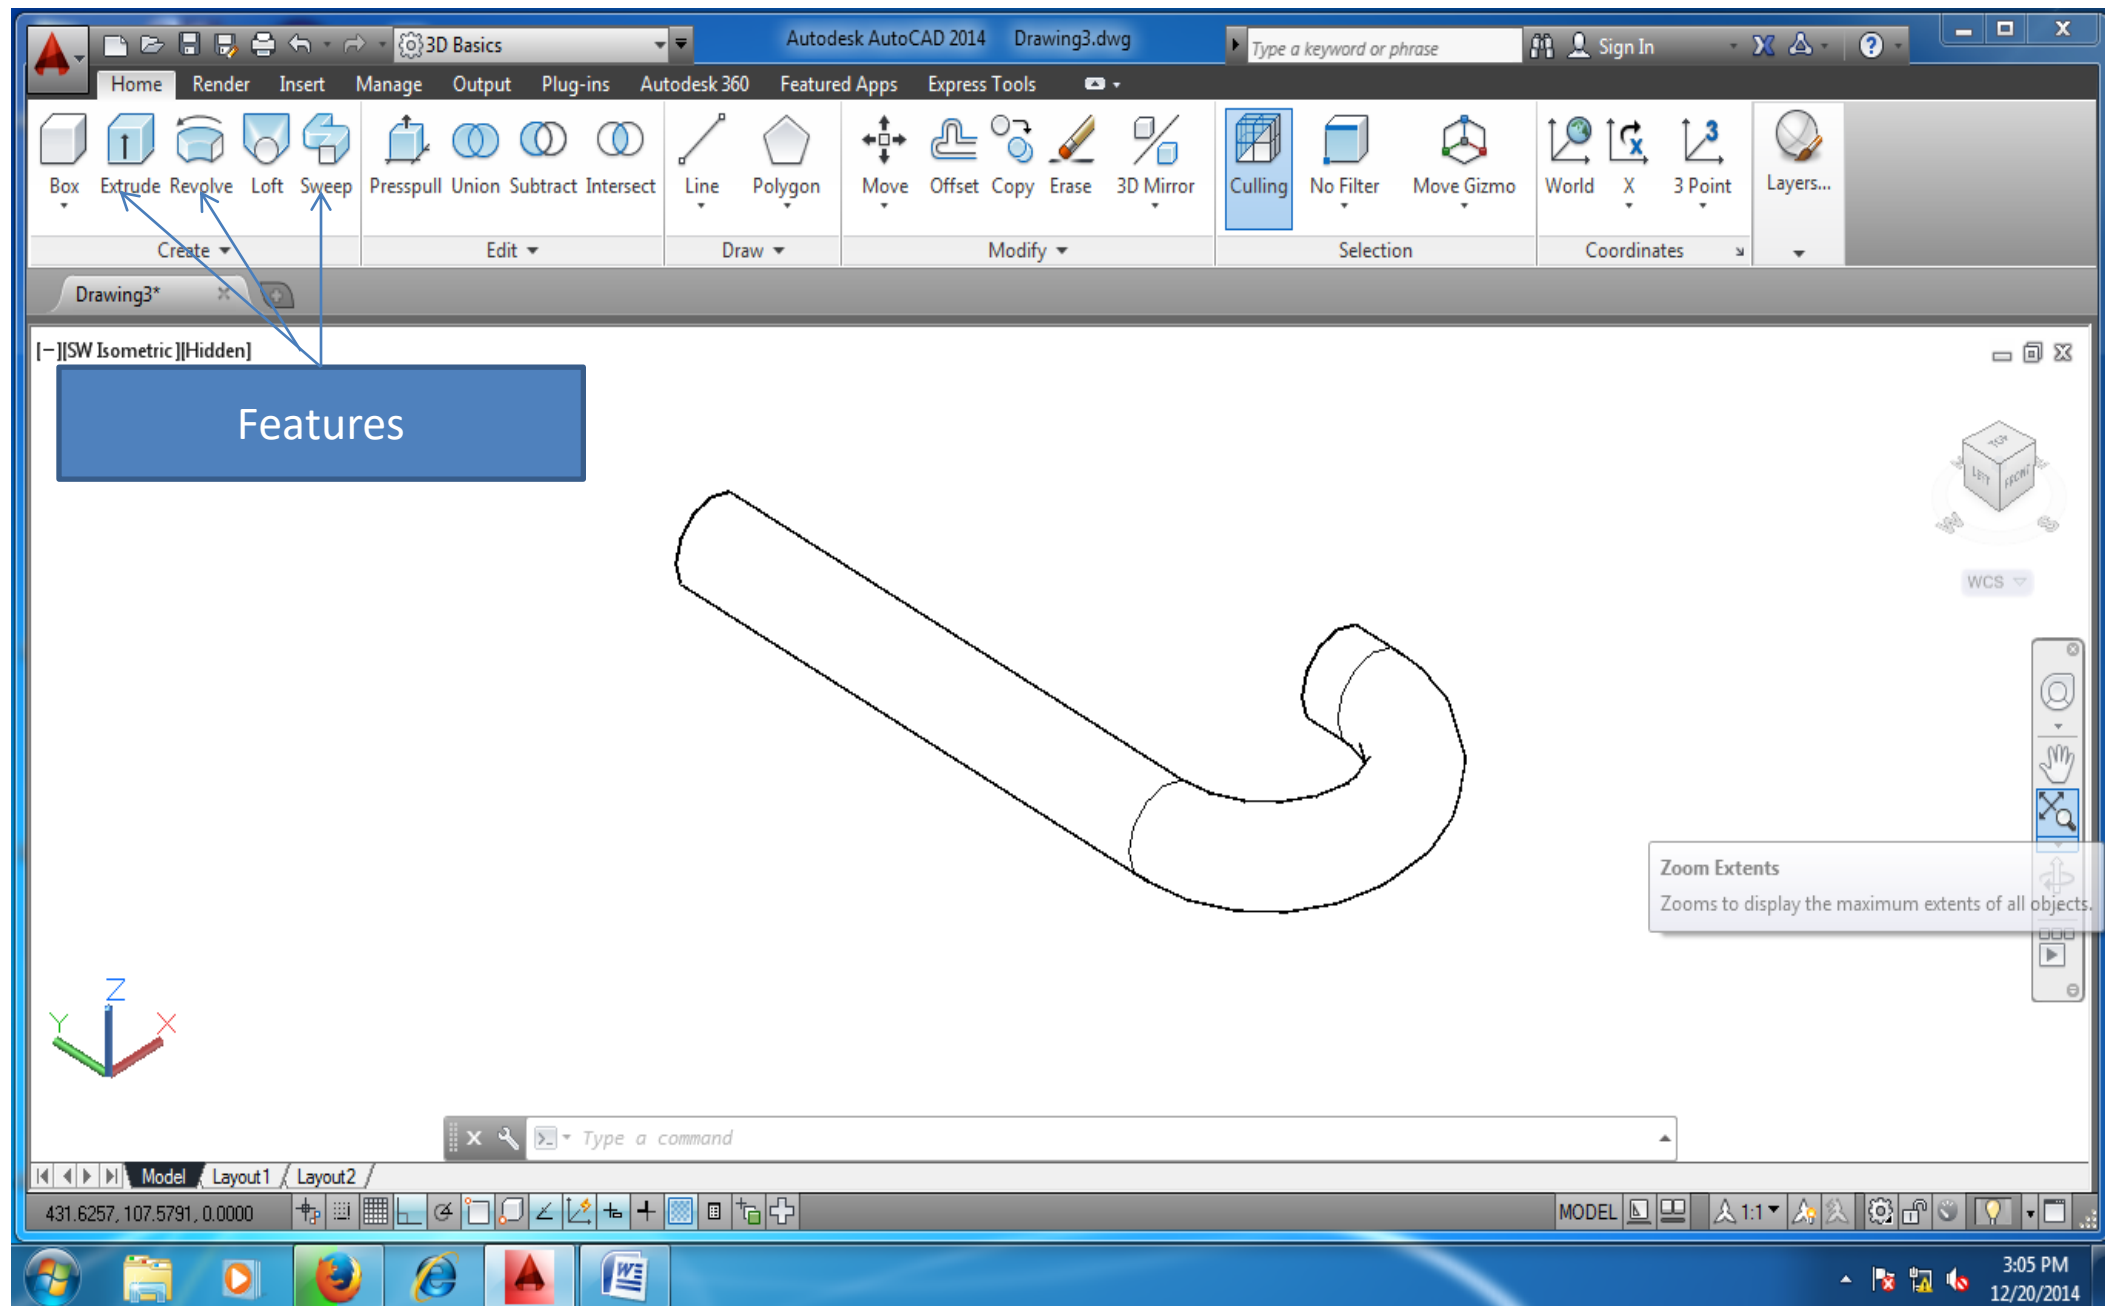 3D Basics
Autodesk AutoCAD 2014 Drawing3.dwg
Type a keyword or phrase
Sign In
Home Render Insert Manage Output Plug-ins Autodesk 360 Featured Apps Express Tools
Box Extrude Revolve Loft Sweep Presspull Union Subtract Intersect Line Polygon Move Offset Copy Erase 3D Mirror Culling No Filter Move Gizmo World X 3 Point Layers...
Create Edit Draw Modify Selection Coordinates
Drawing3*
[−][SW Isometric][Hidden]
Features
TOP
LEFT FRONT
W S
WCS
Zoom Extents
Zooms to display the maximum extents of all objects.
Z
Y X
Type a command
Model Layout1 Layout2
431.6257, 107.5791, 0.0000
MODEL 1:1
3:05 PM
12/20/2014